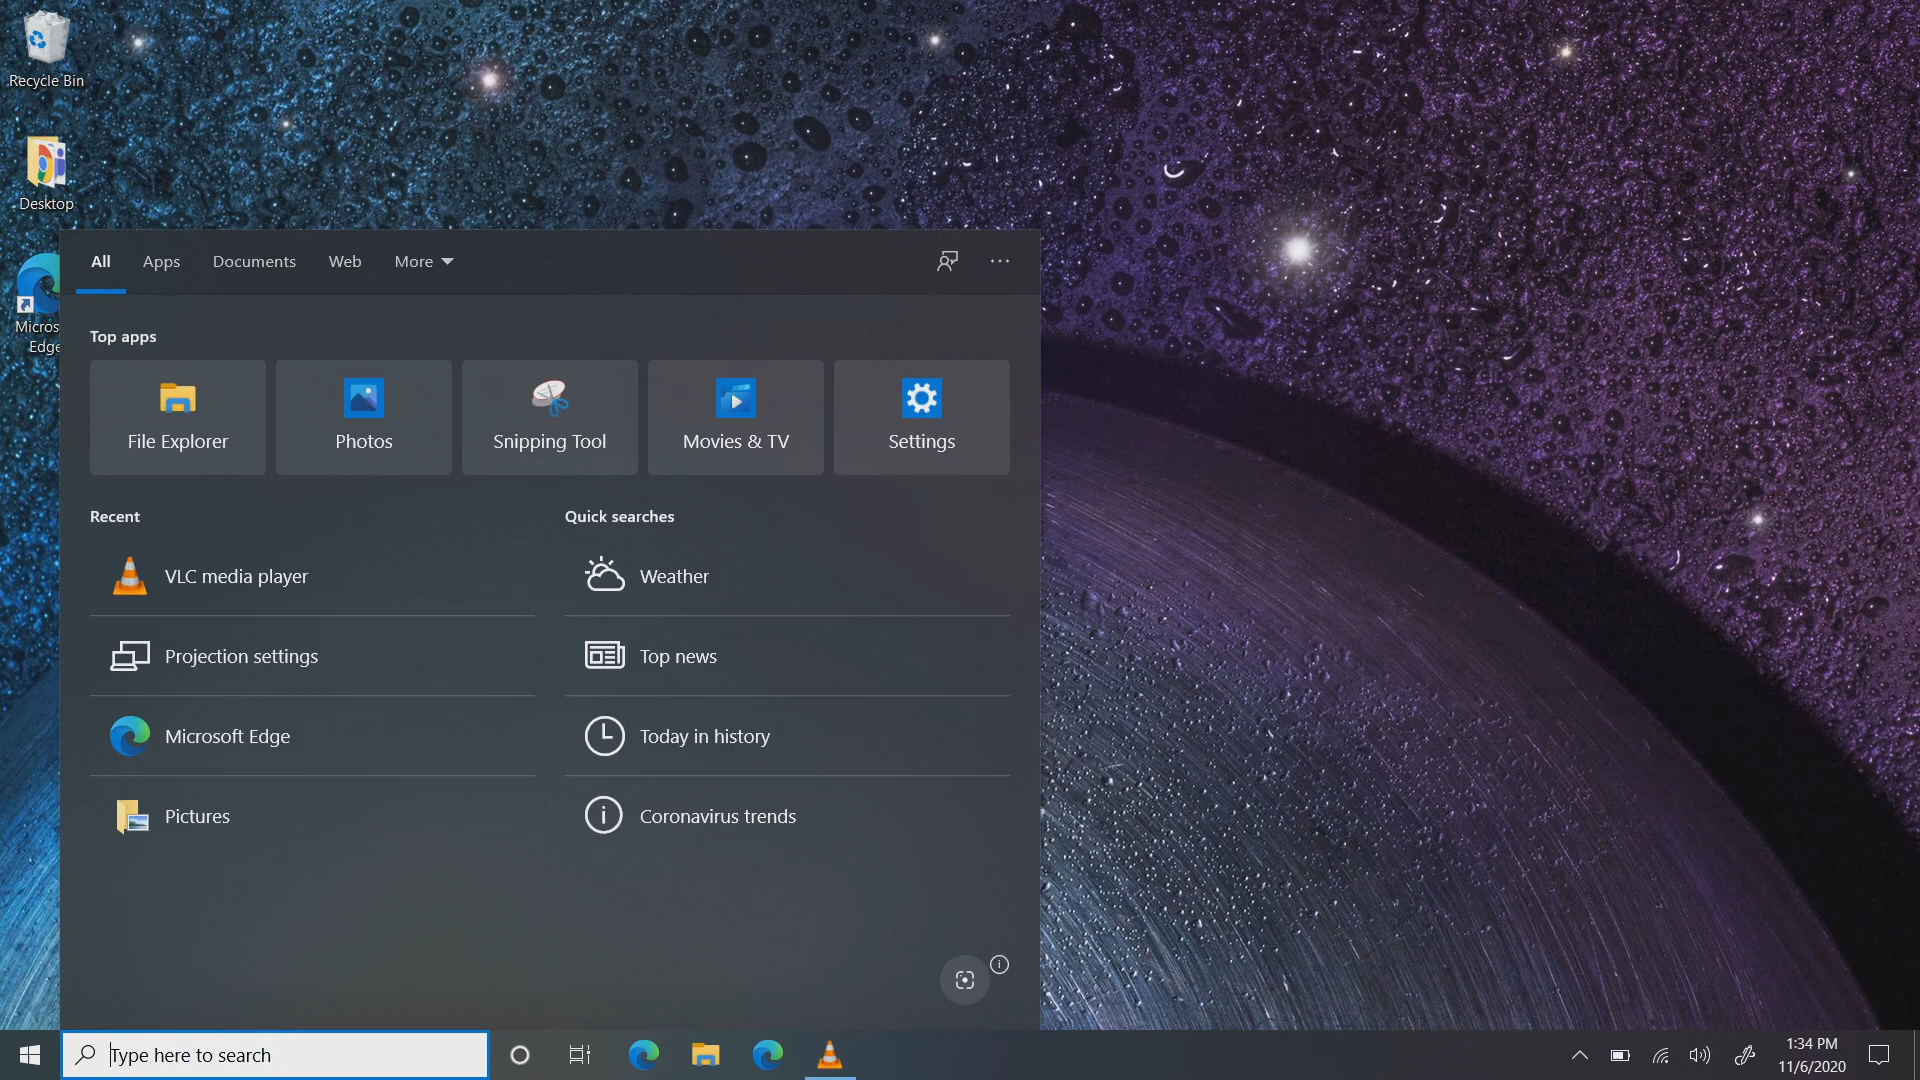 Recycle Bin
Desktop
Micros
Edge
All Apps Documents Web More
Top apps
File Explorer Photos Snipping Tool Movies & TV Settings
Recent Quick searches
VLC media player Weather
Projection settings Top news
Microsoft Edge Today in history
Pictures Coronavirus trends
Type here to search
1:34 PM
11/6/2020